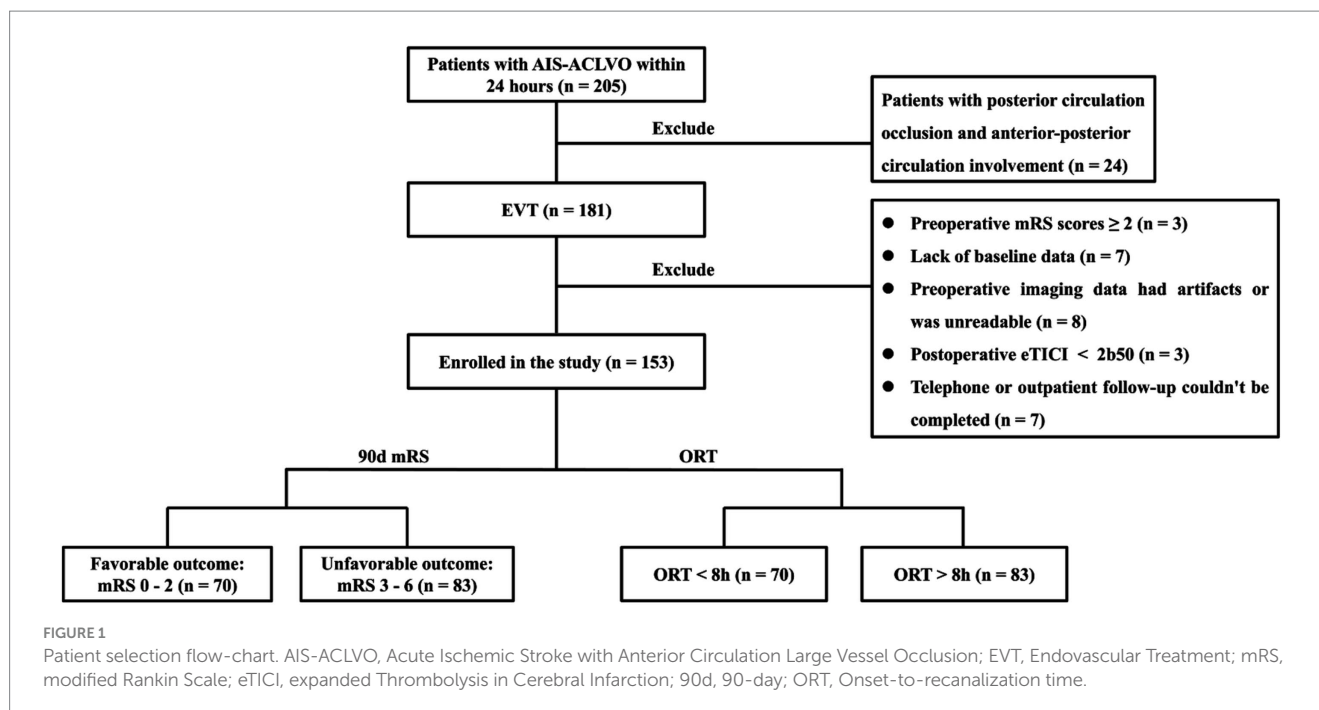 Patients with AIS-ACLVO within
24 hours (n = 205)
Exclude
Patients with posterior circulation
occlusion and anterior-posterior
circulation involvement (n = 24)
EVT (n = 181)
Exclude
● Preoperative mRS scores ≥ 2 (n = 3)
● Lack of baseline data (n = 7)
● Preoperative imaging data had artifacts or
was unreadable (n = 8)
● Postoperative eTICI < 2b50 (n = 3)
● Telephone or outpatient follow-up couldn't be
completed (n = 7)
Enrolled in the study (n = 153)
90d mRS
ORT
Favorable outcome:
mRS 0 - 2 (n = 70)
Unfavorable outcome:
mRS 3 - 6 (n = 83)
ORT < 8h (n = 70)
ORT > 8h (n = 83)
FIGURE 1
Patient selection flow-chart. AIS-ACLVO, Acute Ischemic Stroke with Anterior Circulation Large Vessel Occlusion; EVT, Endovascular Treatment; mRS,
modified Rankin Scale; eTICI, expanded Thrombolysis in Cerebral Infarction; 90d, 90-day; ORT, Onset-to-recanalization time.